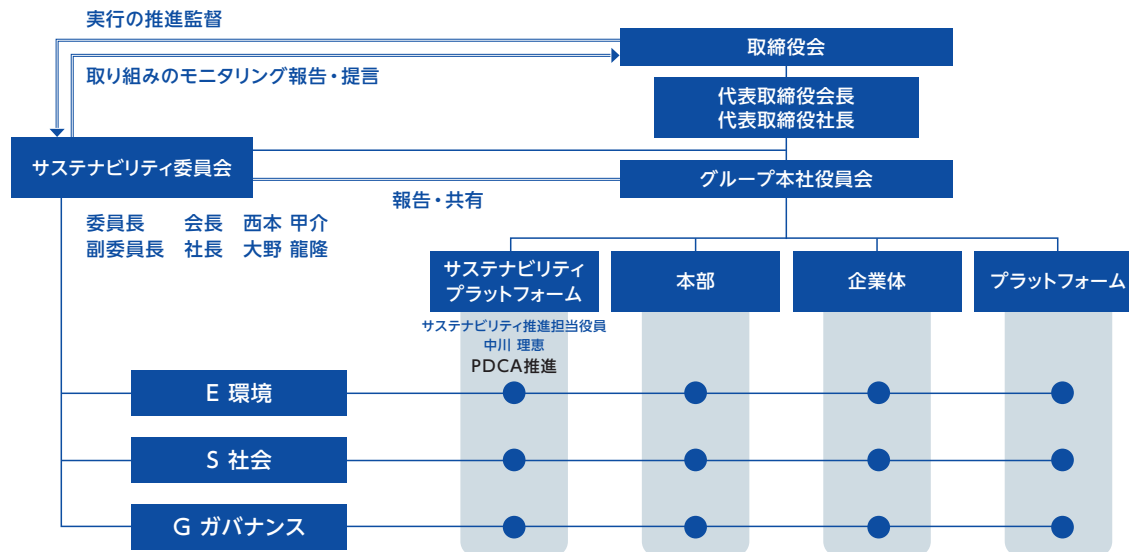 実行の推進監督
取締役会
取り組みのモニタリング報告・提言
代表取締役会長
代表取締役社長
サステナビリティ委員会
グループ本社役員会
報告・共有
委員長 会長 西本 甲介
副委員長 社長 大野 龍隆
サステナビリティ
プラットフォーム
本部
企業体
プラットフォーム
サステナビリティ推進担当役員
中川 理恵
PDCA推進
E 環境
S 社会
G ガバナンス